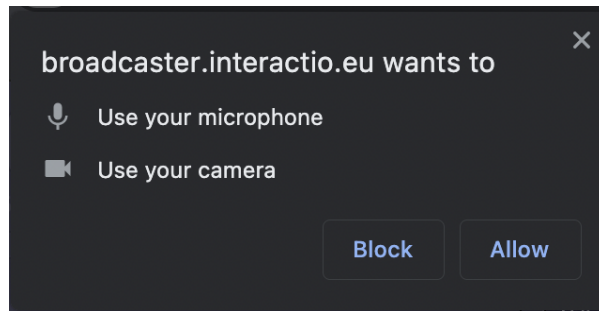 broadcaster.interactio.eu wants to
Use your microphone
Use your camera
Block
Allow